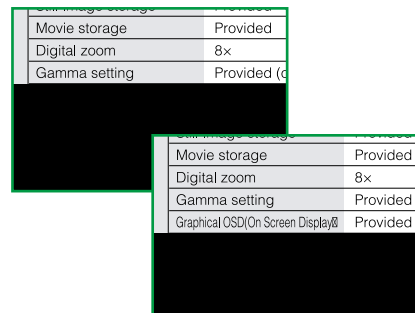 Movie storage Provided
Digital zoom 8×
Gamma setting Provided
Movie storage Provided
Digital zoom 8×
Gamma setting Provided
Graphical OSD(On Screen Display Provided